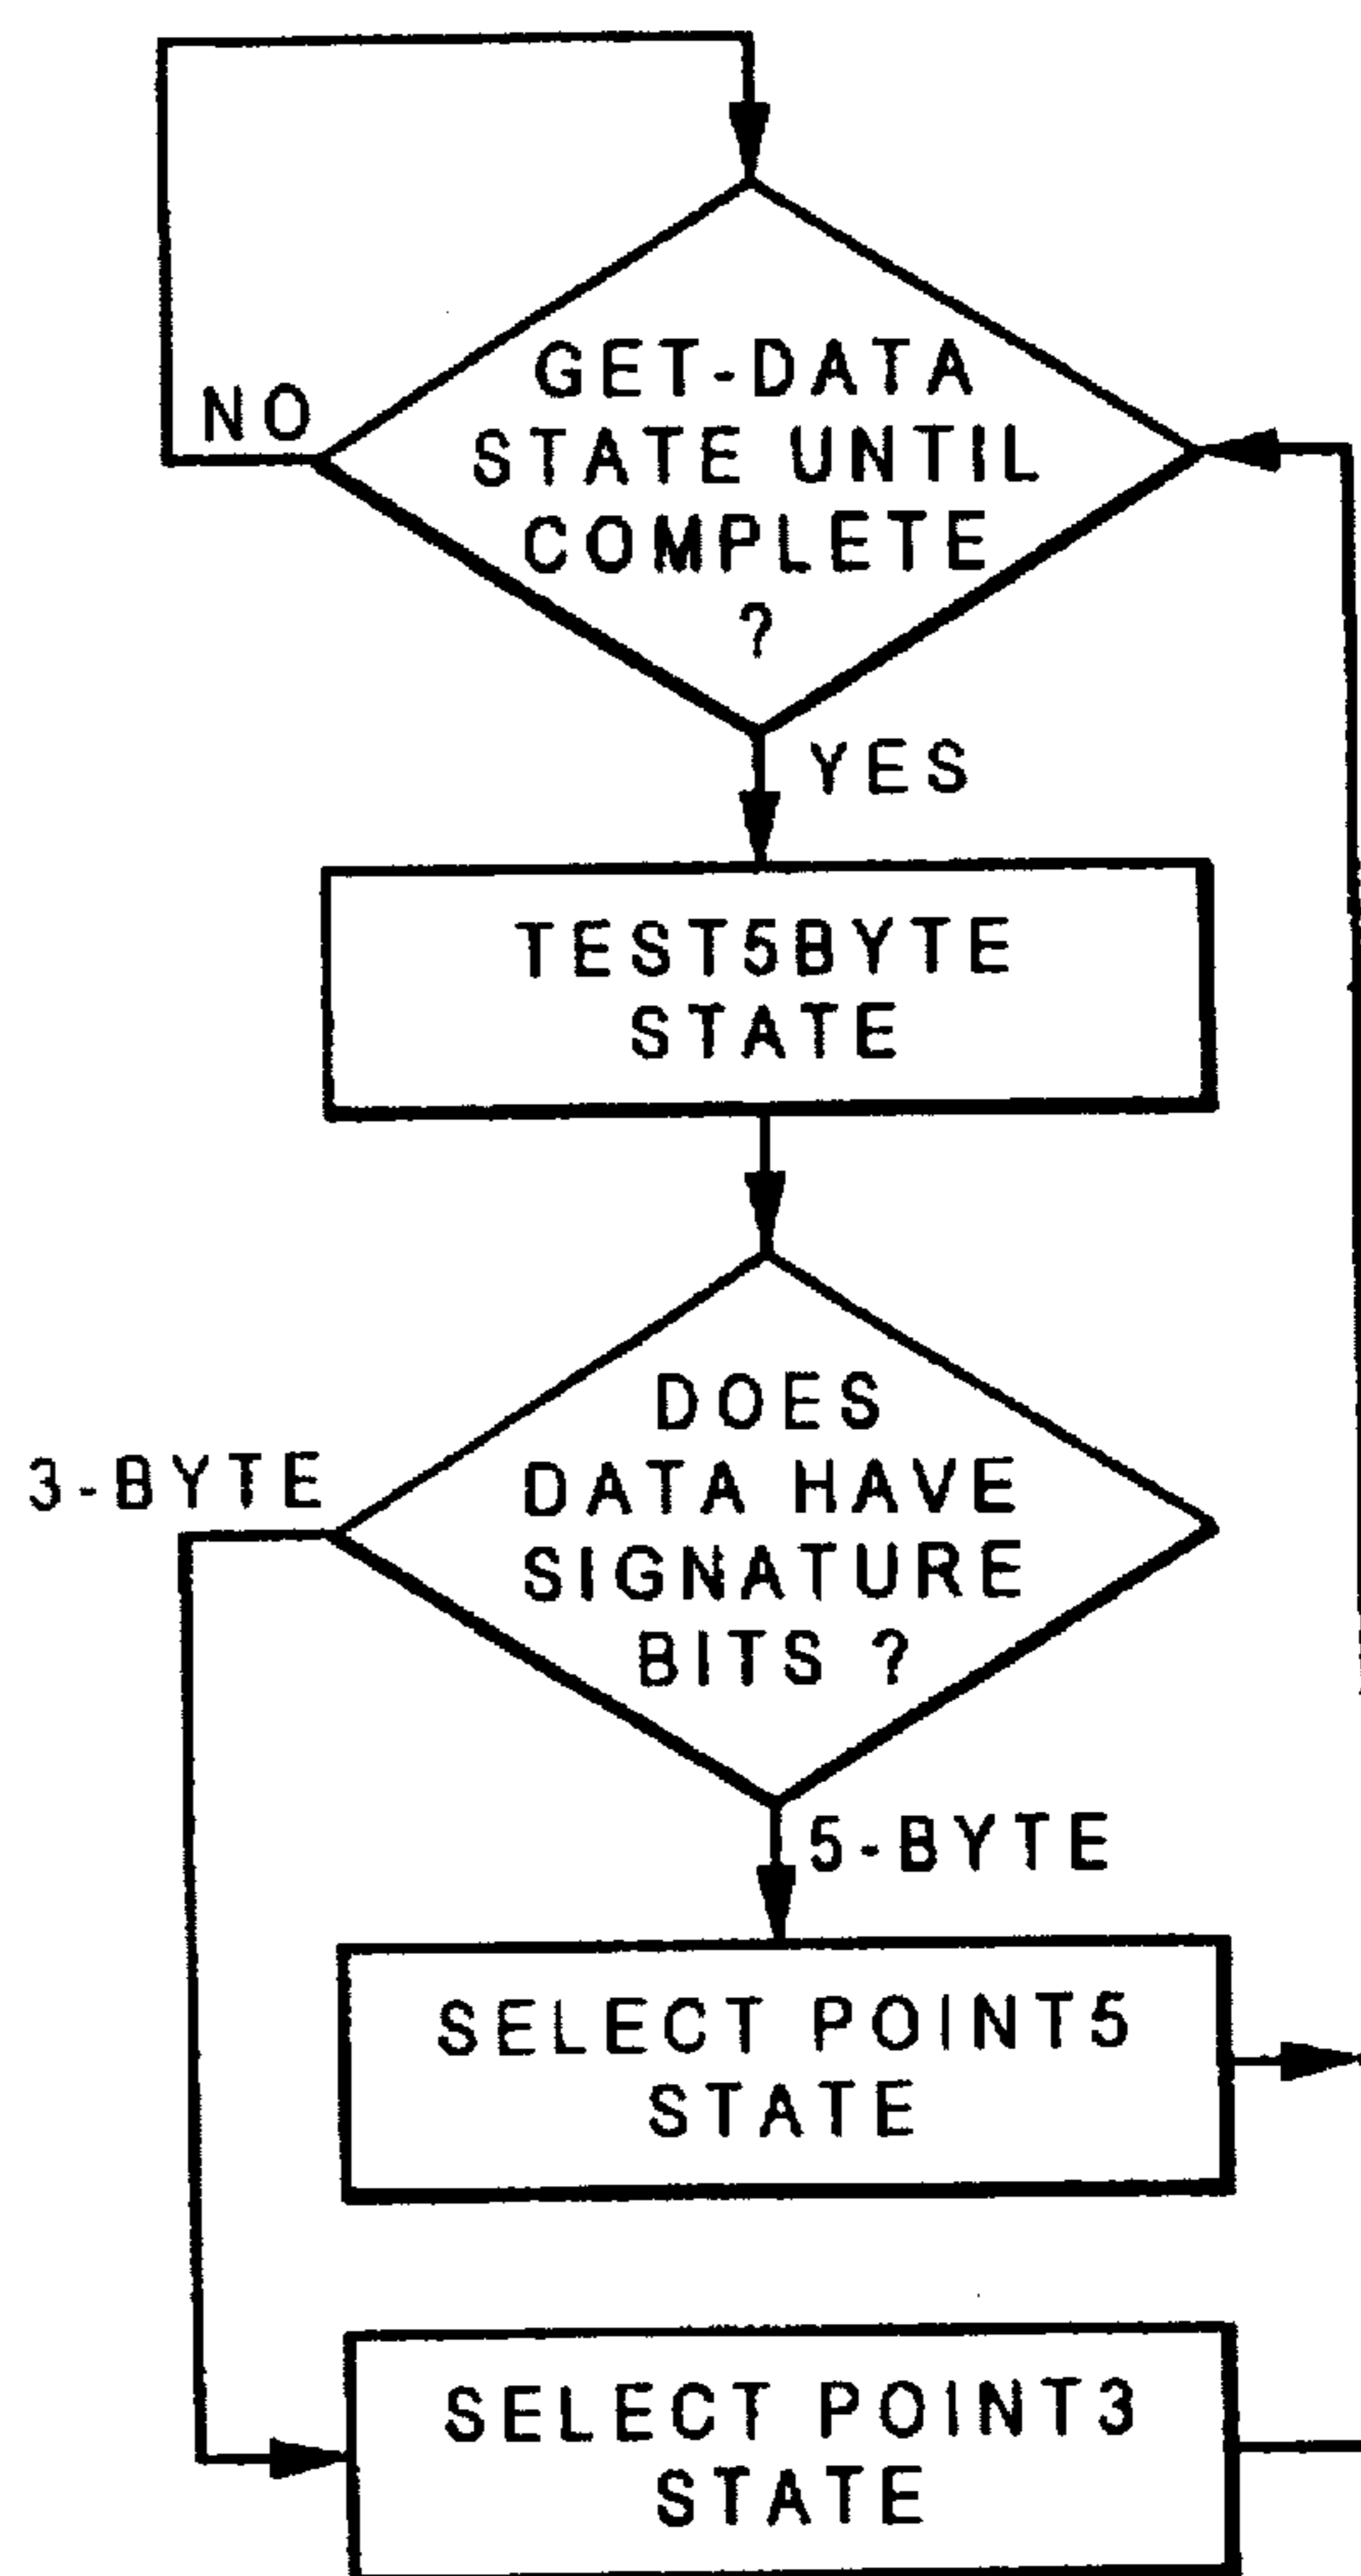 NO
GET-DATA
STATE UNTIL
COMPLETE
?
YES
TEST5BYTE
STATE
DOES
DATA HAVE
SIGNATURE
BITS ?
3-BYTE
5-BYTE
SELECT POINT5
STATE
SELECT POINT3
STATE